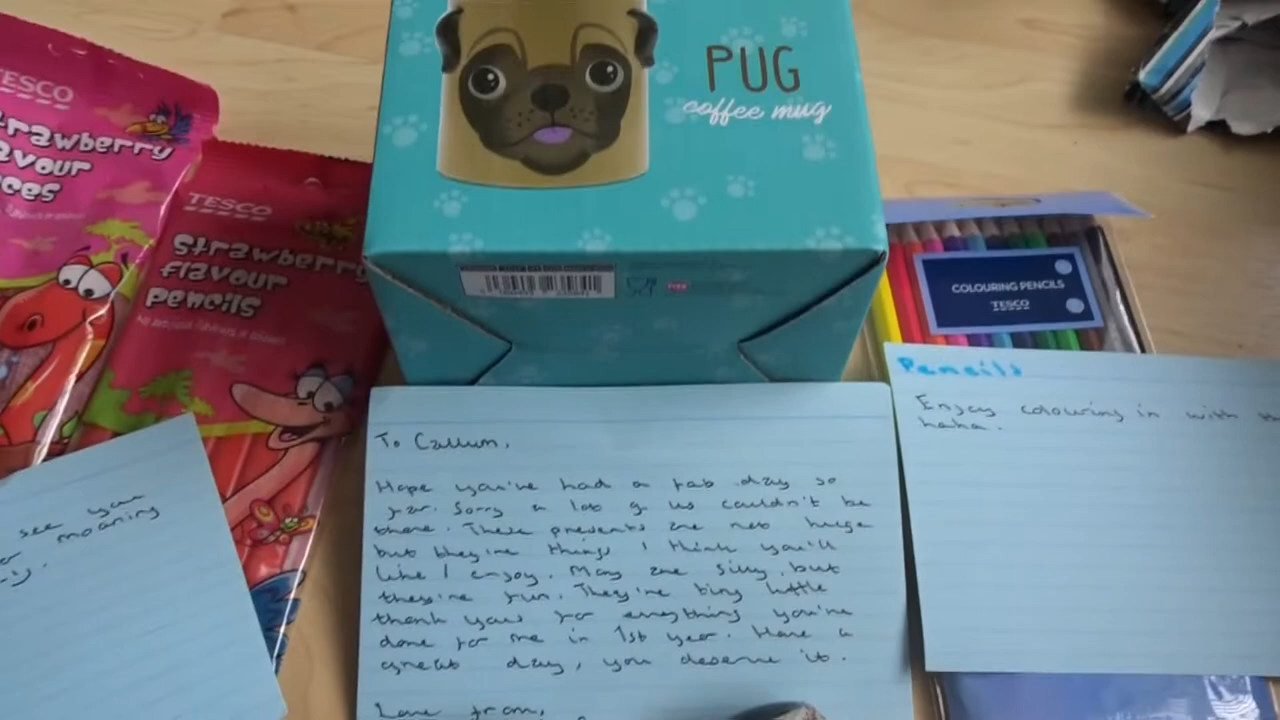 TESCO
strawberry
flavour
TESCO
Strawberry
flavour
pencils
PUG
coffee mug
COLOURING PENCILS
TESCO
Pencils
Enjoy colouring in with
haha.
see you
moaning
To Callum,
Hope you've had a fab day so
far. Sorry a lot of us couldn't be
there. These presents are not huge
but they're things I think you'll
like / enjoy. Many are silly, but
they're fun. They're tiny little
thank yous for everything you've
done for me in 1st year. Have a
great day, you deserve it.
Love from,